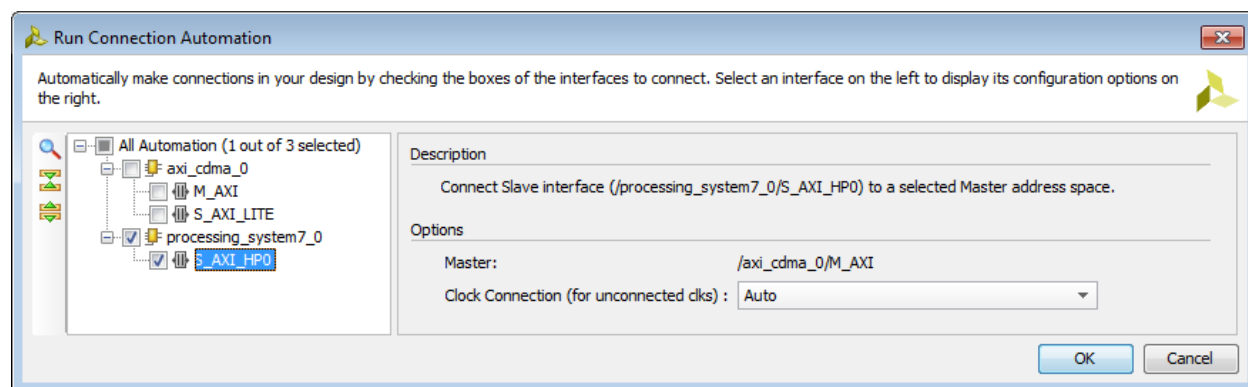 Run Connection Automation
Automatically make connections in your design by checking the boxes of the interfaces to connect. Select an interface on the left to display its configuration options on
the right.
All Automation (1 out of 3 selected)
axi_cdma_0
M_AXI
S_AXI_LITE
processing_system7_0
S_AXI_HP0
Description
Connect Slave interface (/processing_system7_0/S_AXI_HP0) to a selected Master address space.
Options
Master: /axi_cdma_0/M_AXI
Clock Connection (for unconnected clks) : Auto
OK Cancel